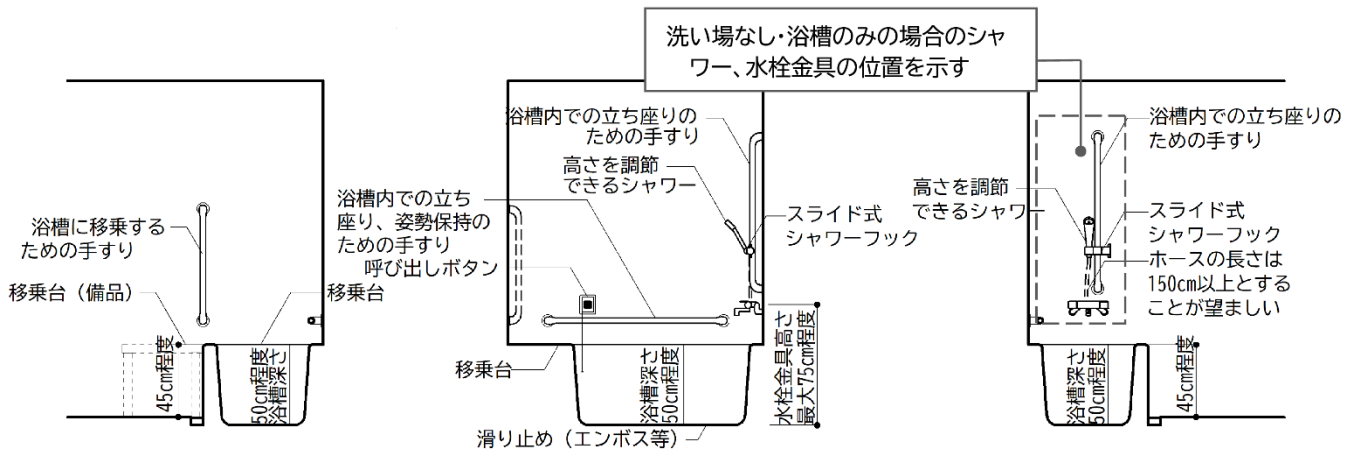 洗い場なし・浴槽のみの場合のシャ
ワー、水栓金具の位置を示す
浴槽に移乗する
ための手すり
移乗台（備品）
移乗台
45cm程度
50cm程度
浴槽深さ
浴槽内での立ち座りの
ための手すり
高さを調節
できるシャワー
浴槽内での立ち
座り、姿勢保持の
ための手すり
呼び出しボタン
スライド式
シャワーフック
移乗台
浴槽深さ
50cm程度
水栓金具高さ
最大75cm程度
滑り止め（エンボス等）
浴槽内での立ち座りの
ための手すり
高さを調節
できるシャワ
スライド式
シャワーフック
ホースの長さは
150cm以上とする
ことが望ましい
浴槽深さ
50cm程度
45cm程度